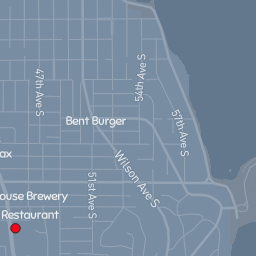 47th Ave S
54th Ave S
57th Ave S
Bent Burger
ax
Wilson Ave S
51st Ave S
ouse Brewery
Restaurant